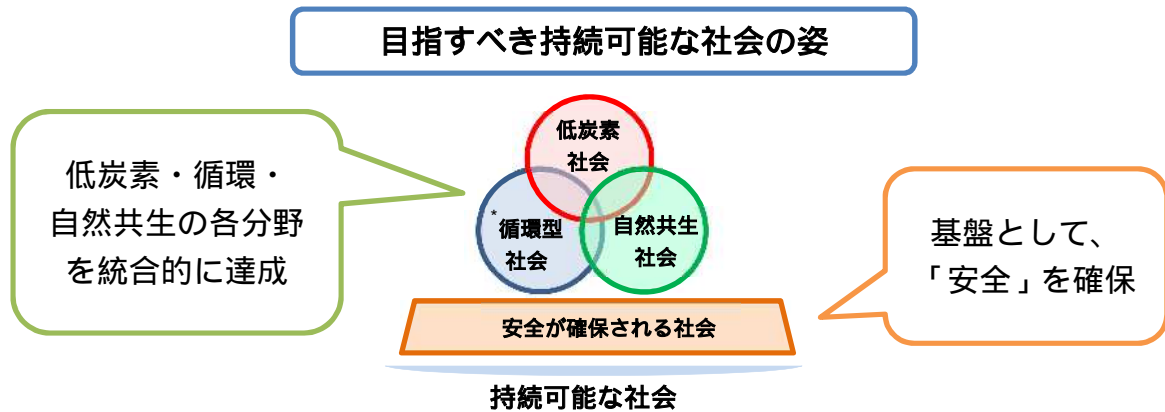 目指すべき持続可能な社会の姿
低炭素・循環・
自然共生の各分野
を統合的に達成
低炭素
社会
*循環型
社会
自然共生
社会
安全が確保される社会
持続可能な社会
基盤として、
「安全」を確保